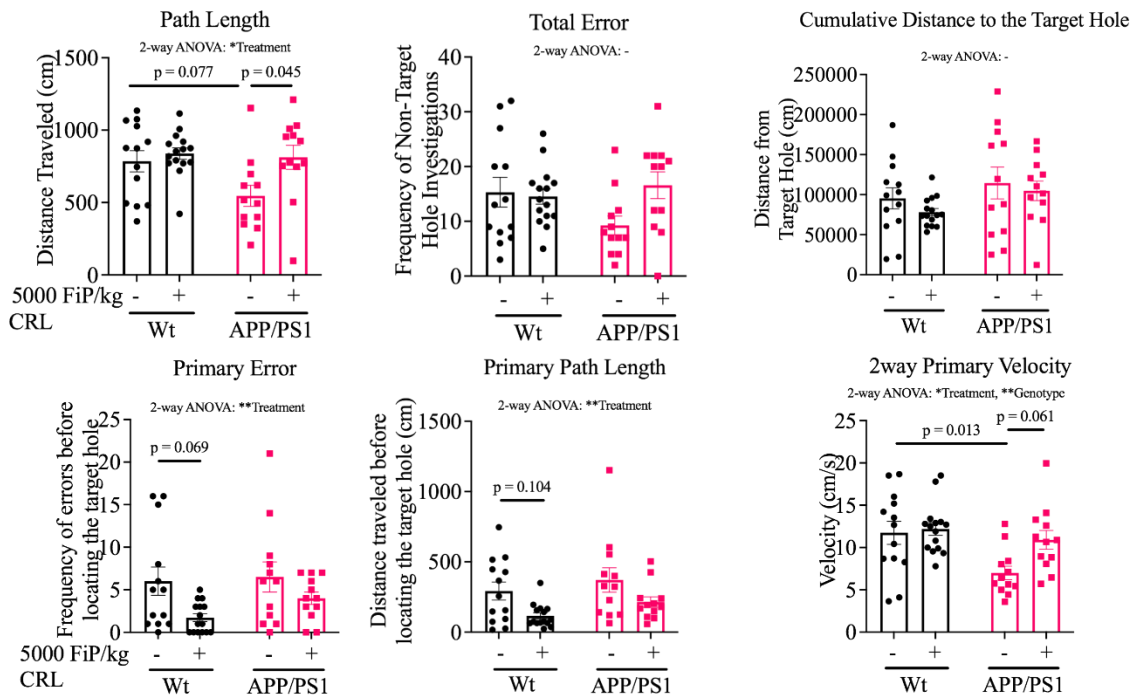 Path Length
2-way ANOVA: *Treatment
p = 0.077
p = 0.045
Distance Traveled (cm)
1500
1000
500
0
5000 FiP/kg - + - +
CRL
Wt
APP/PS1
Total Error
2-way ANOVA: -
Frequency of Non-Target
Hole Investigations
40
30
20
10
0
- + - +
Wt
APP/PS1
Cumulative Distance to the Target Hole
2-way ANOVA: -
Distance from
Target Hole (cm)
250000
200000
150000
100000
50000
0
- + - +
Wt
APP/PS1
Primary Error
2-way ANOVA: **Treatment
p = 0.069
Frequency of errors before
locating the target hole
25
20
15
10
5
0
5000 FiP/kg - + - +
CRL
Wt
APP/PS1
Primary Path Length
2-way ANOVA: **Treatment
p = 0.104
Distance traveled before
locating the target hole (cm)
1500
1000
500
0
- + - +
Wt
APP/PS1
2way Primary Velocity
2-way ANOVA: *Treatment, **Genotype
p = 0.061
p = 0.013
Velocity (cm/s)
25
20
15
10
5
0
- + - +
Wt
APP/PS1